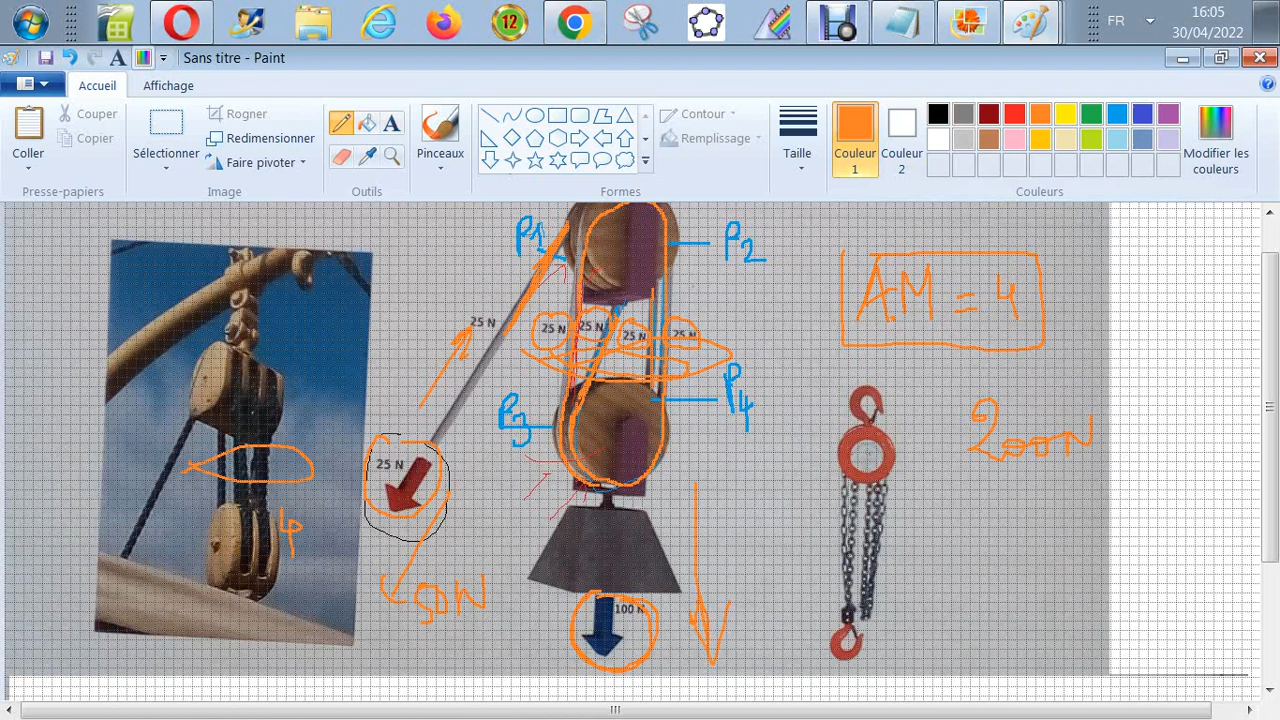 12
FR
16:05
30/04/2022
Sans titre - Paint
Accueil
Affichage
Coller
Couper
Copier
Presse-papiers
Sélectionner
Rogner
Redimensionner
Faire pivoter
Image
Outils
Pinceaux
Contour
Remplissage
Formes
Taille
Couleur
1
Couleur
2
Modifier les
couleurs
Couleurs
P1
P2
25 N
25 N
25 N
25 N
25 N
AM = 4
P3
P4
200N
25 N
4
50N
100 N